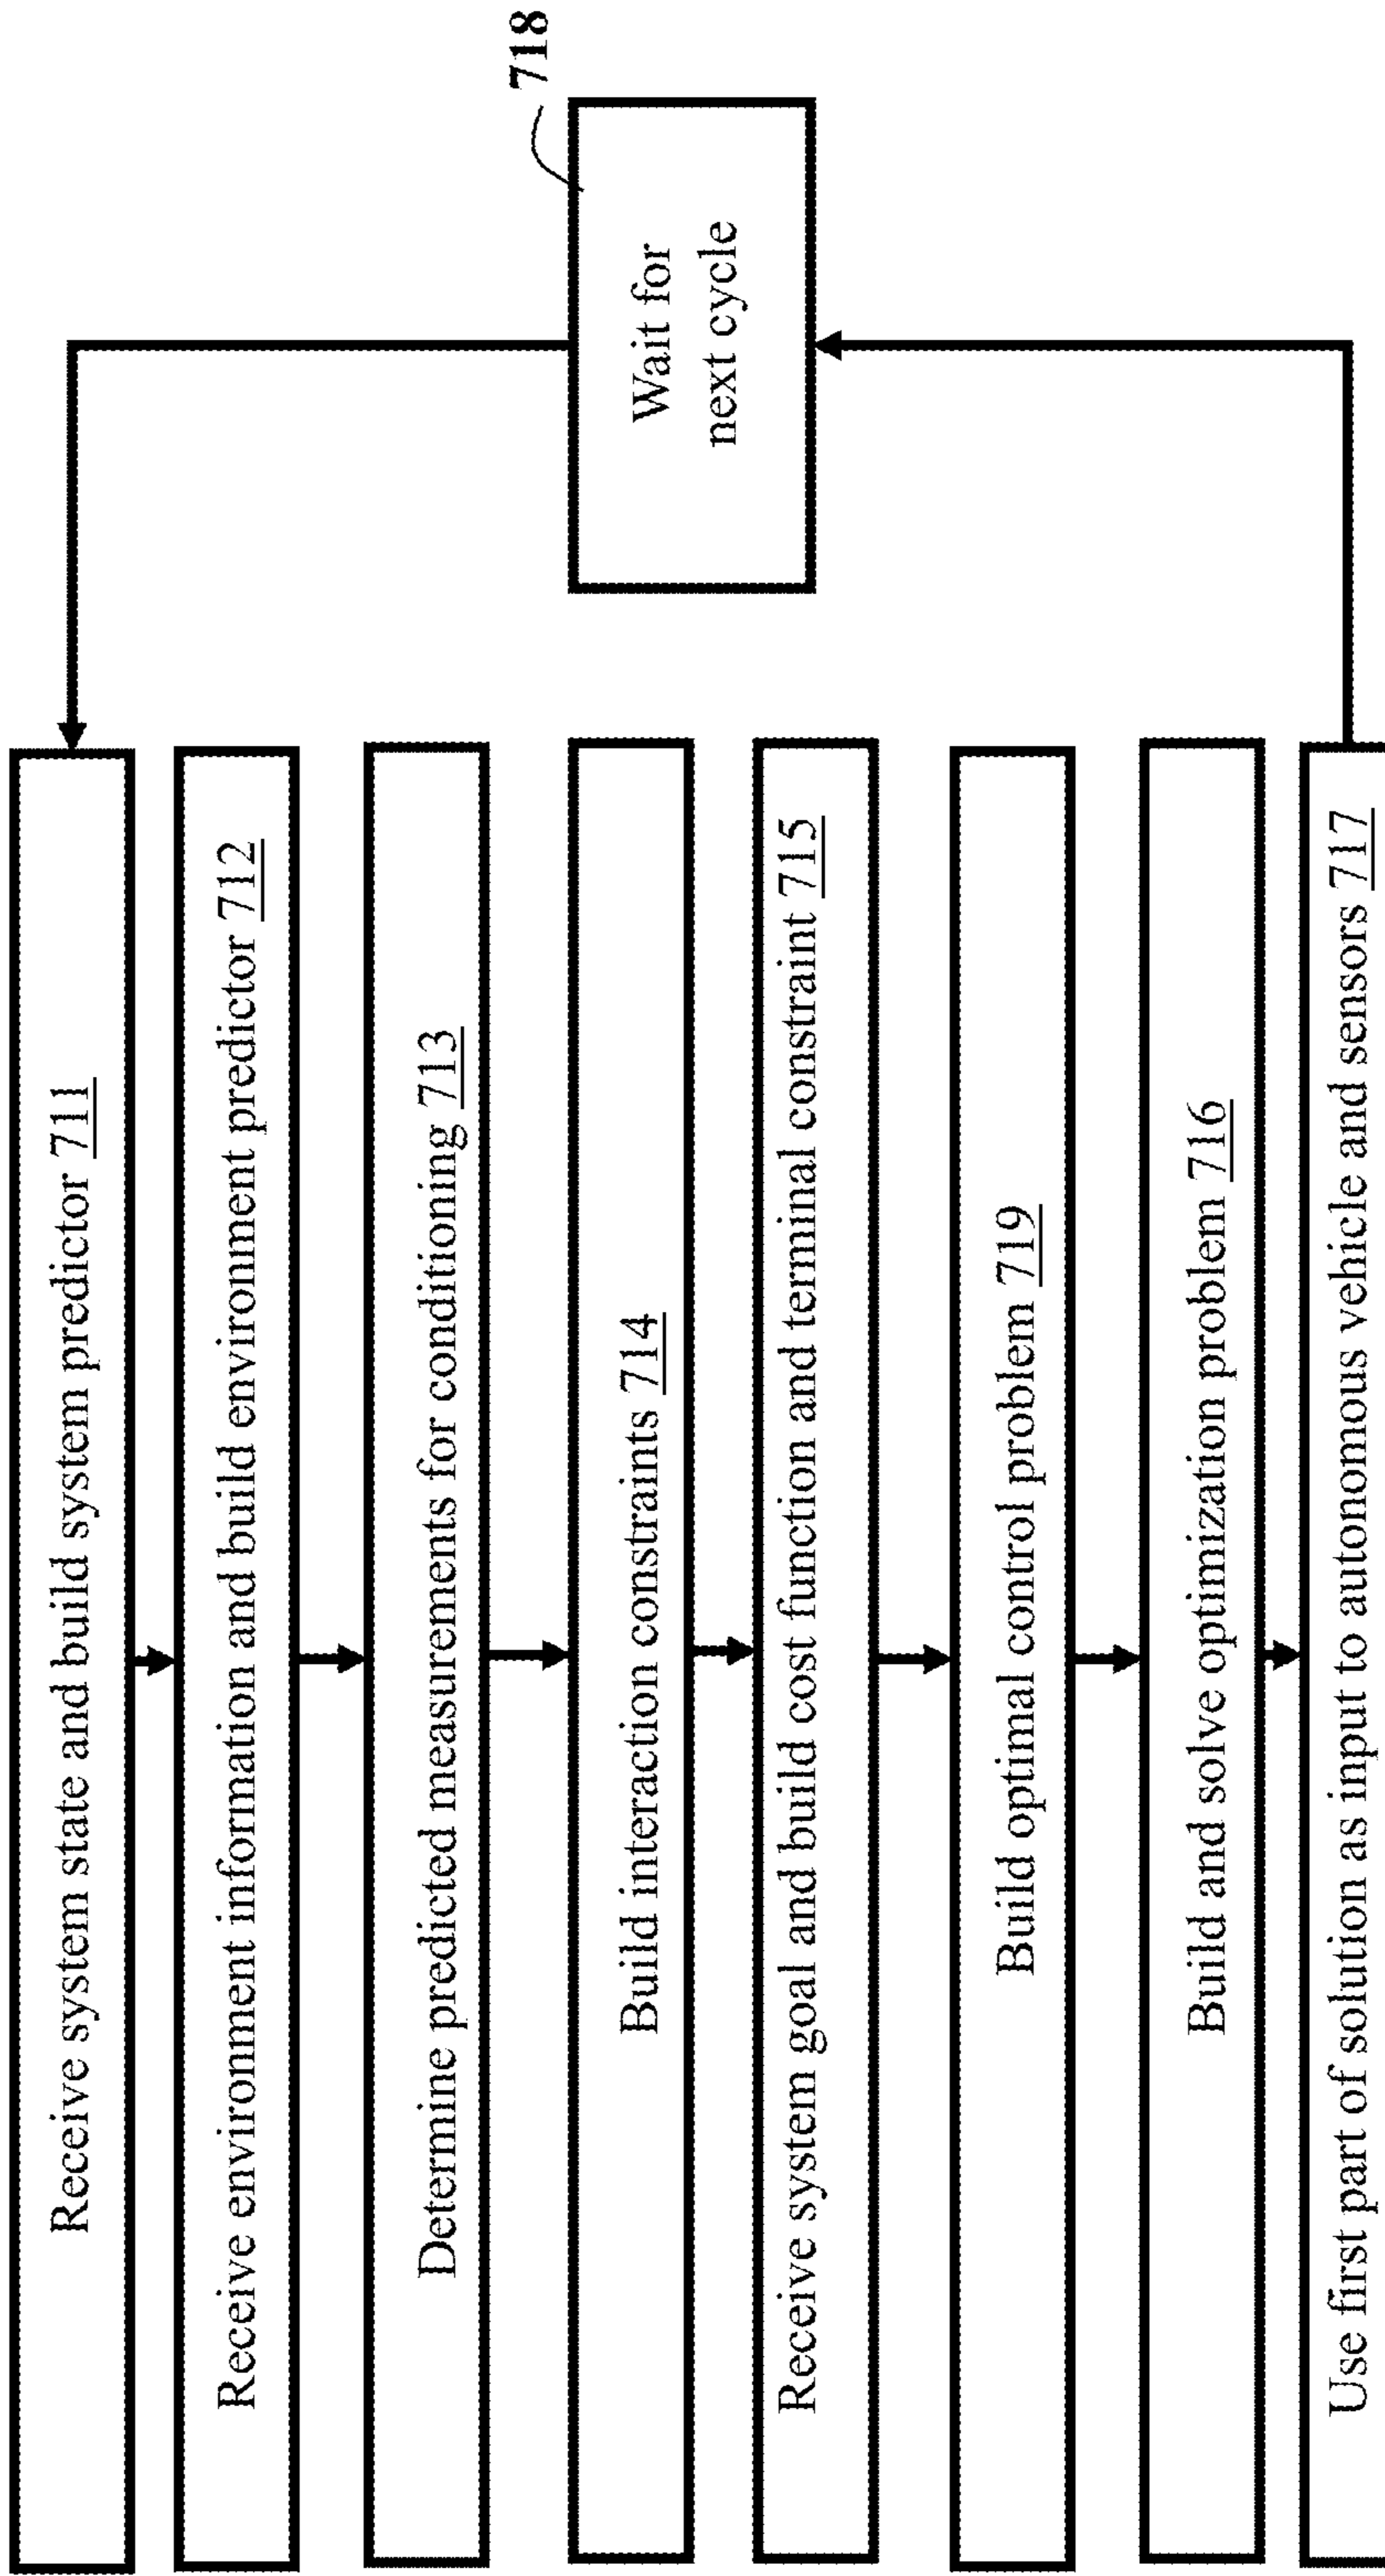 Receive system state and build system predictor 711
Receive environment information and build environment predictor 712
Determine predicted measurements for conditioning 713
Build interaction constraints 714
Receive system goal and build cost function and terminal constraint 715
Build optimal control problem 719
Build and solve optimization problem 716
Use first part of solution as input to autonomous vehicle and sensors 717
Wait for
next cycle
718